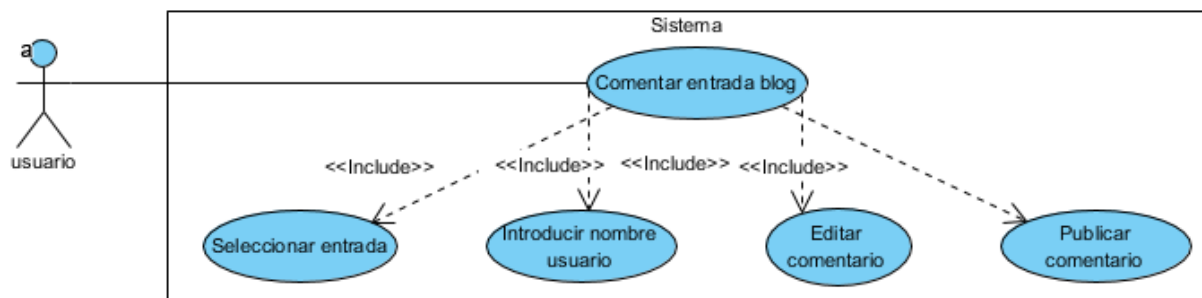 Sistema
a
Comentar entrada blog
usuario
<<Include>> <<Include>> <<Include>> <<Include>>
Seleccionar entrada
Introducir nombre
usuario
Editar
comentario
Publicar
comentario